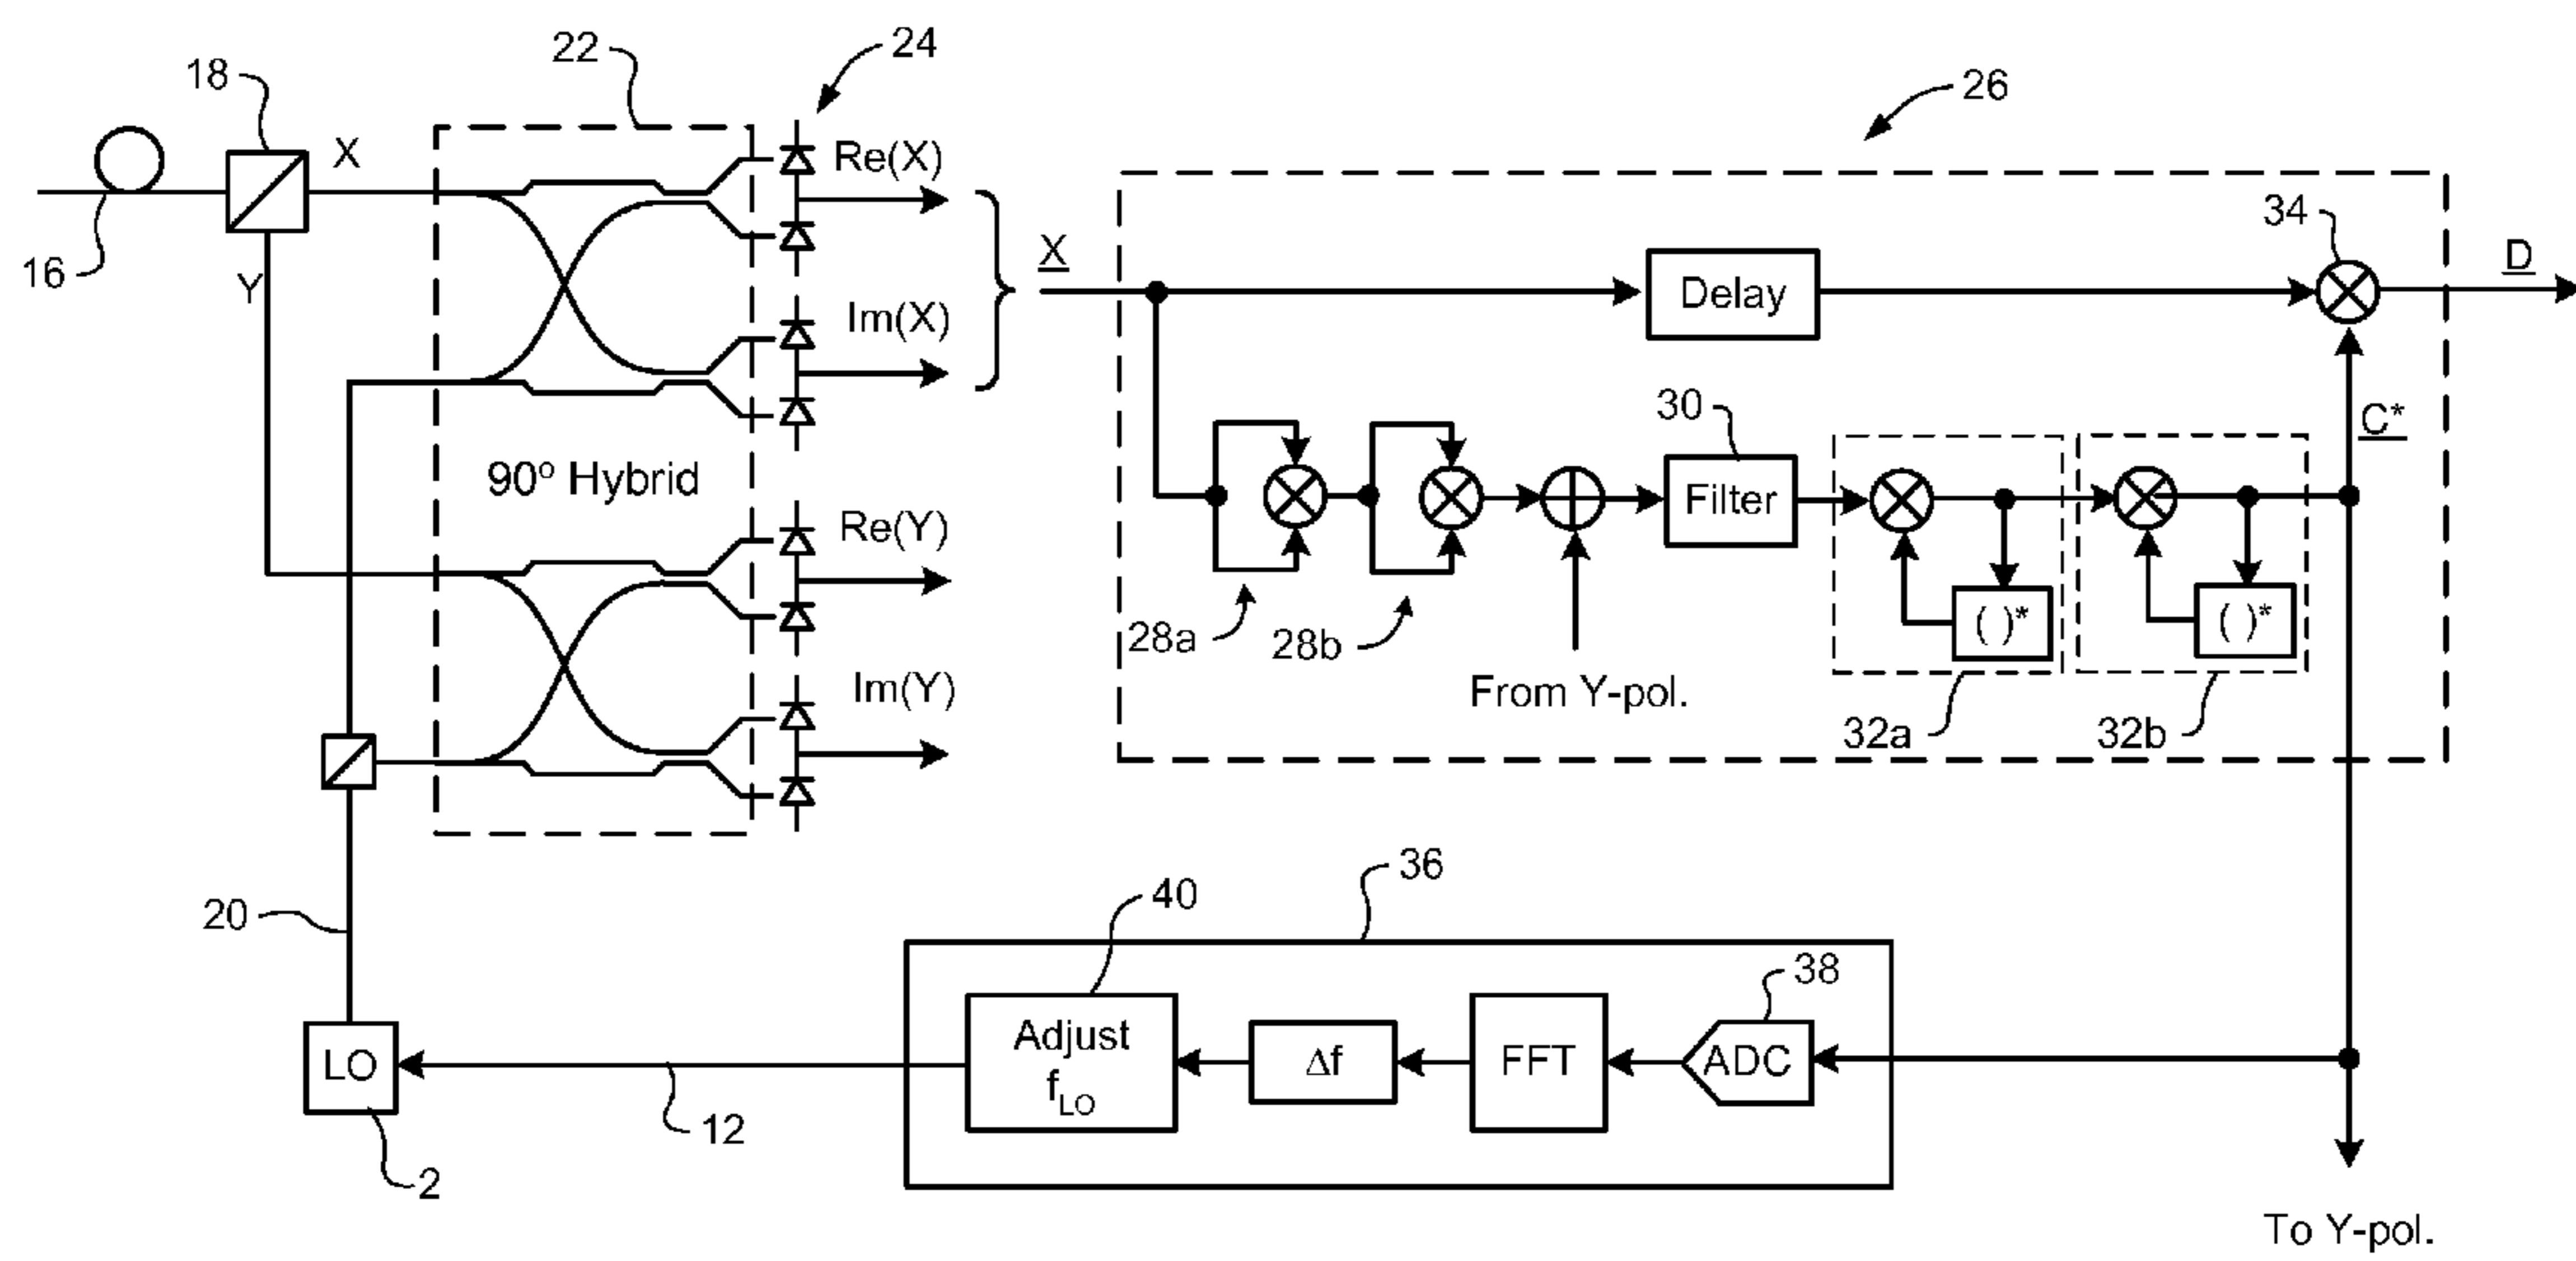 22
24
18
26
X
Re(X)
34
16
Y
X
D
Delay
Im(X)
30
C*
90° Hybrid
Filter
Re(Y)
( )*
( )*
28a
28b
From Y-pol.
Im(Y)
32a
32b
36
40
20
38
LO
Adjust
fLO
Δf
FFT
ADC
12
2
To Y-pol.